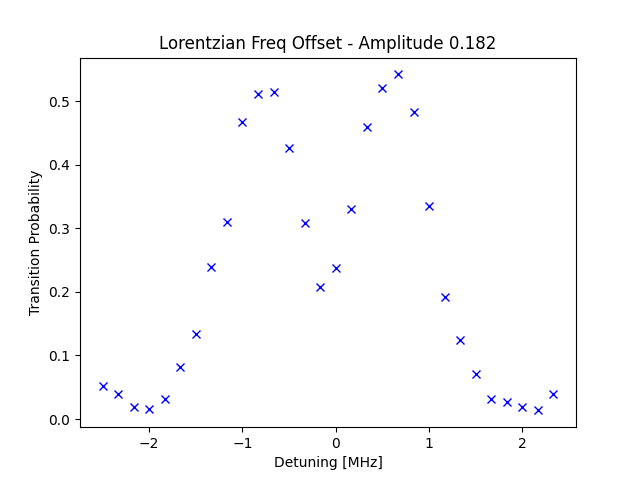 Lorentzian Freq Offset - Amplitude 0.182
Transition Probability
0.5
0.4
0.3
0.2
0.1
0.0
−2 −1 0 1 2
Detuning [MHz]